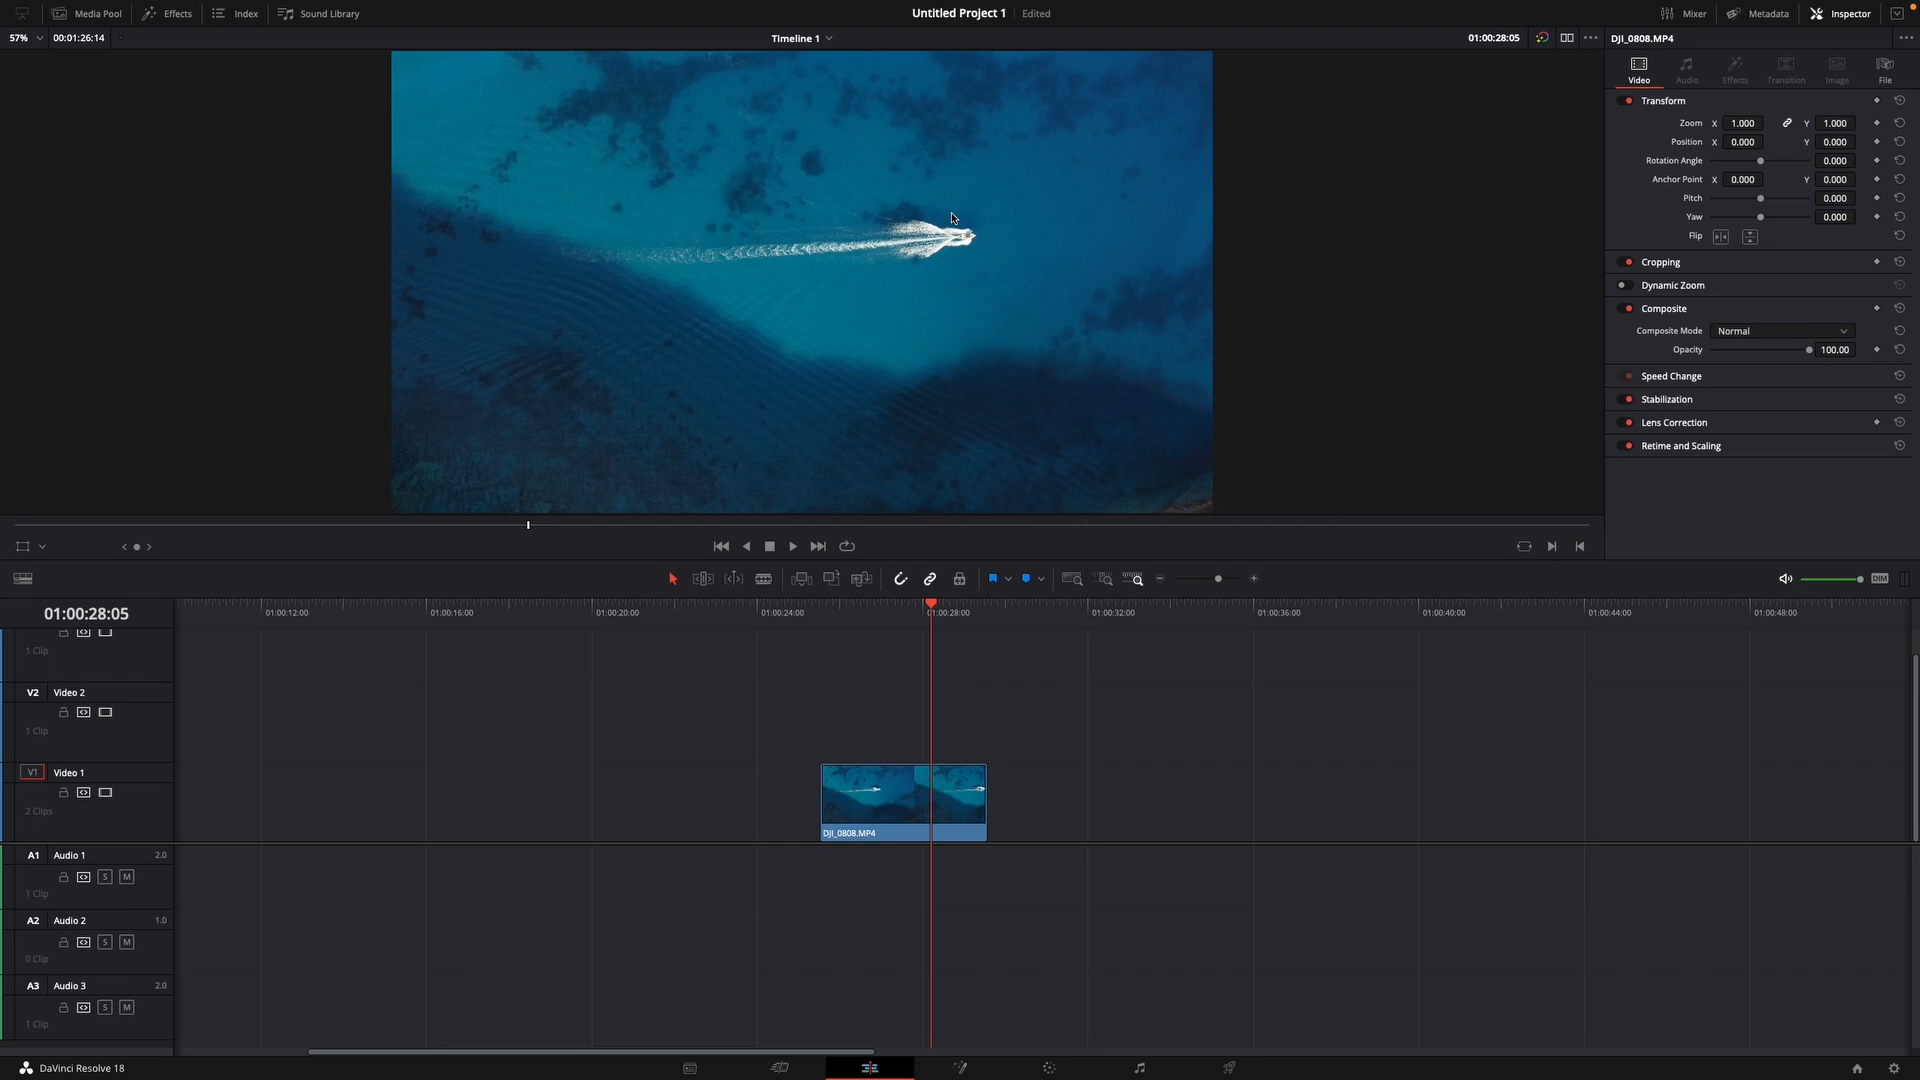 Media Pool Effects Index Sound Library Untitled Project 1 Edited Mixer Metadata Inspector
57% 00:01:26:14 Timeline 1 01:00:28:05 DJI_0808.MP4
Video Audio Effects Transition Image File
Transform
Zoom X 1.000 Y 1.000
Position X 0.000 Y 0.000
Rotation Angle 0.000
Anchor Point X 0.000 Y 0.000
Pitch 0.000
Yaw 0.000
Flip
Cropping
Dynamic Zoom
Composite
Composite Mode Normal
Opacity 100.00
Speed Change
Stabilization
Lens Correction
Retime and Scaling
DIM
01:00:28:05 01:00:12:00 01:00:16:00 01:00:20:00 01:00:24:00 01:00:28:00 01:00:32:00 01:00:36:00 01:00:40:00 01:00:44:00 01:00:48:00
1 Clip
V2 Video 2
1 Clip
V1 Video 1
2 Clips
DJI_0808.MP4
A1 Audio 1 2.0
S M
1 Clip
A2 Audio 2 1.0
S M
0 Clip
A3 Audio 3 2.0
S M
1 Clip
DaVinci Resolve 18